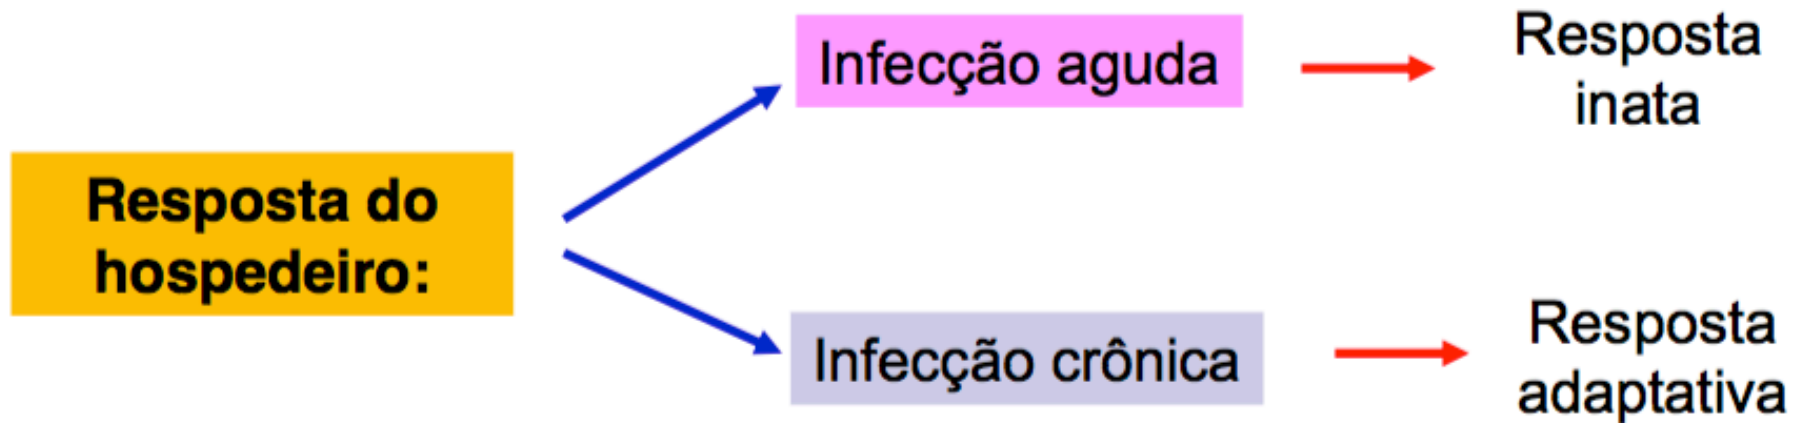 Resposta do
hospedeiro:
Infecção aguda
Resposta
inata
Infecção crônica
Resposta
adaptativa